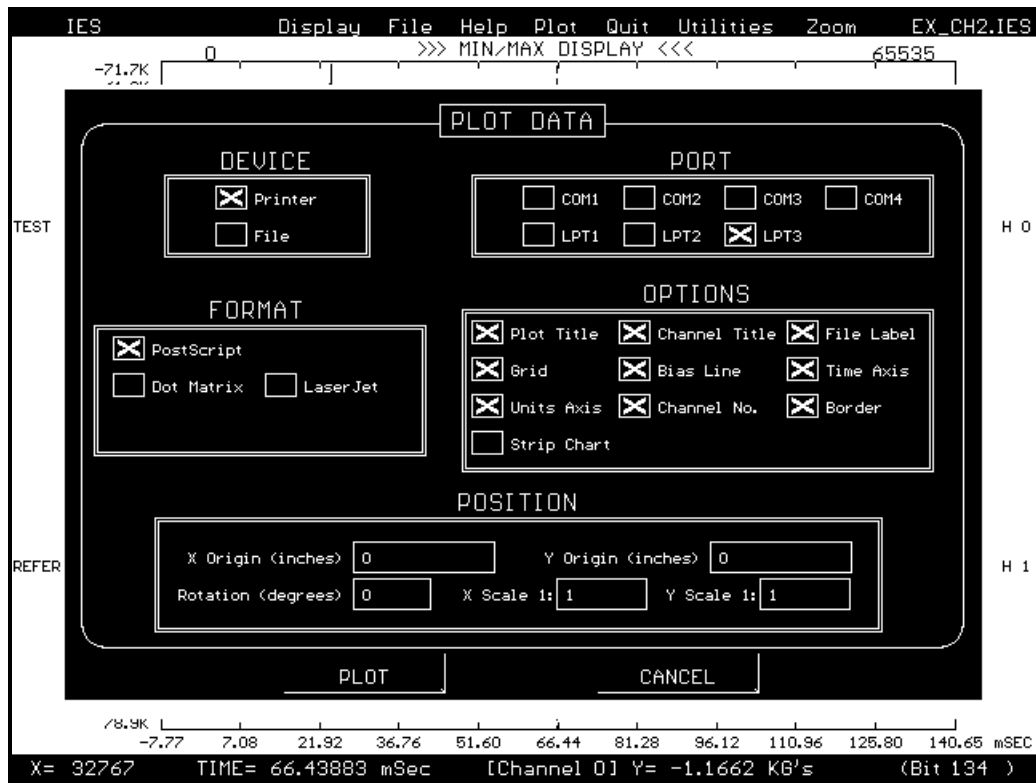 IES Display File Help Plot Quit Utilities Zoom EX_CH2.IES
0 >>> MIN/MAX DISPLAY <<< 65535
-71.7K
PLOT DATA
DEVICE PORT
Printer COM1 COM2 COM3 COM4
TEST File LPT1 LPT2 LPT3 H 0
FORMAT OPTIONS
PostScript Plot Title Channel Title File Label
Dot Matrix LaserJet Grid Bias Line Time Axis
Units Axis Channel No. Border
Strip Chart
POSITION
REFER X Origin (inches) 0 Y Origin (inches) 0 H 1
Rotation (degrees) 0 X Scale 1: 1 Y Scale 1: 1
PLOT CANCEL
78.9K
-7.77 7.08 21.92 36.76 51.60 66.44 81.28 96.12 110.96 125.80 140.65 mSEC
X= 32767 TIME= 66.43883 mSec [Channel 0] Y= -1.1662 KG's (Bit 134 )